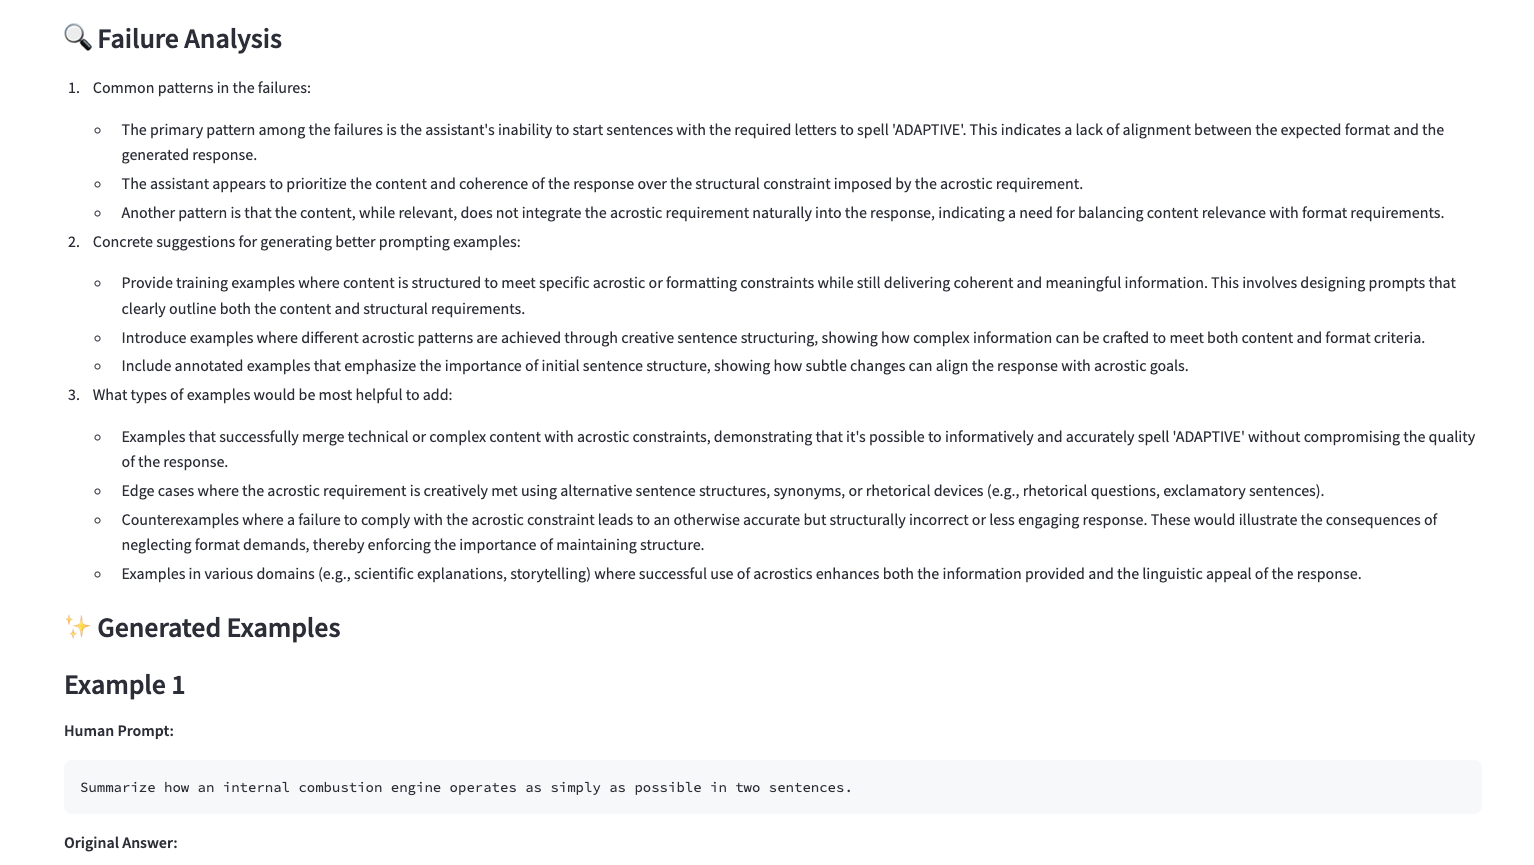 🔍 Failure Analysis
1. Common patterns in the failures:
◦ The primary pattern among the failures is the assistant's inability to start sentences with the required letters to spell 'ADAPTIVE'. This indicates a lack of alignment between the expected format and the
generated response.
◦ The assistant appears to prioritize the content and coherence of the response over the structural constraint imposed by the acrostic requirement.
◦ Another pattern is that the content, while relevant, does not integrate the acrostic requirement naturally into the response, indicating a need for balancing content relevance with format requirements.
2. Concrete suggestions for generating better prompting examples:
◦ Provide training examples where content is structured to meet specific acrostic or formatting constraints while still delivering coherent and meaningful information. This involves designing prompts that
clearly outline both the content and structural requirements.
◦ Introduce examples where different acrostic patterns are achieved through creative sentence structuring, showing how complex information can be crafted to meet both content and format criteria.
◦ Include annotated examples that emphasize the importance of initial sentence structure, showing how subtle changes can align the response with acrostic goals.
3. What types of examples would be most helpful to add:
◦ Examples that successfully merge technical or complex content with acrostic constraints, demonstrating that it's possible to informatively and accurately spell 'ADAPTIVE' without compromising the quality
of the response.
◦ Edge cases where the acrostic requirement is creatively met using alternative sentence structures, synonyms, or rhetorical devices (e.g., rhetorical questions, exclamatory sentences).
◦ Counterexamples where a failure to comply with the acrostic constraint leads to an otherwise accurate but structurally incorrect or less engaging response. These would illustrate the consequences of
neglecting format demands, thereby enforcing the importance of maintaining structure.
◦ Examples in various domains (e.g., scientific explanations, storytelling) where successful use of acrostics enhances both the information provided and the linguistic appeal of the response.
✨ Generated Examples
Example 1
Human Prompt:
Summarize how an internal combustion engine operates as simply as possible in two sentences.
Original Answer: